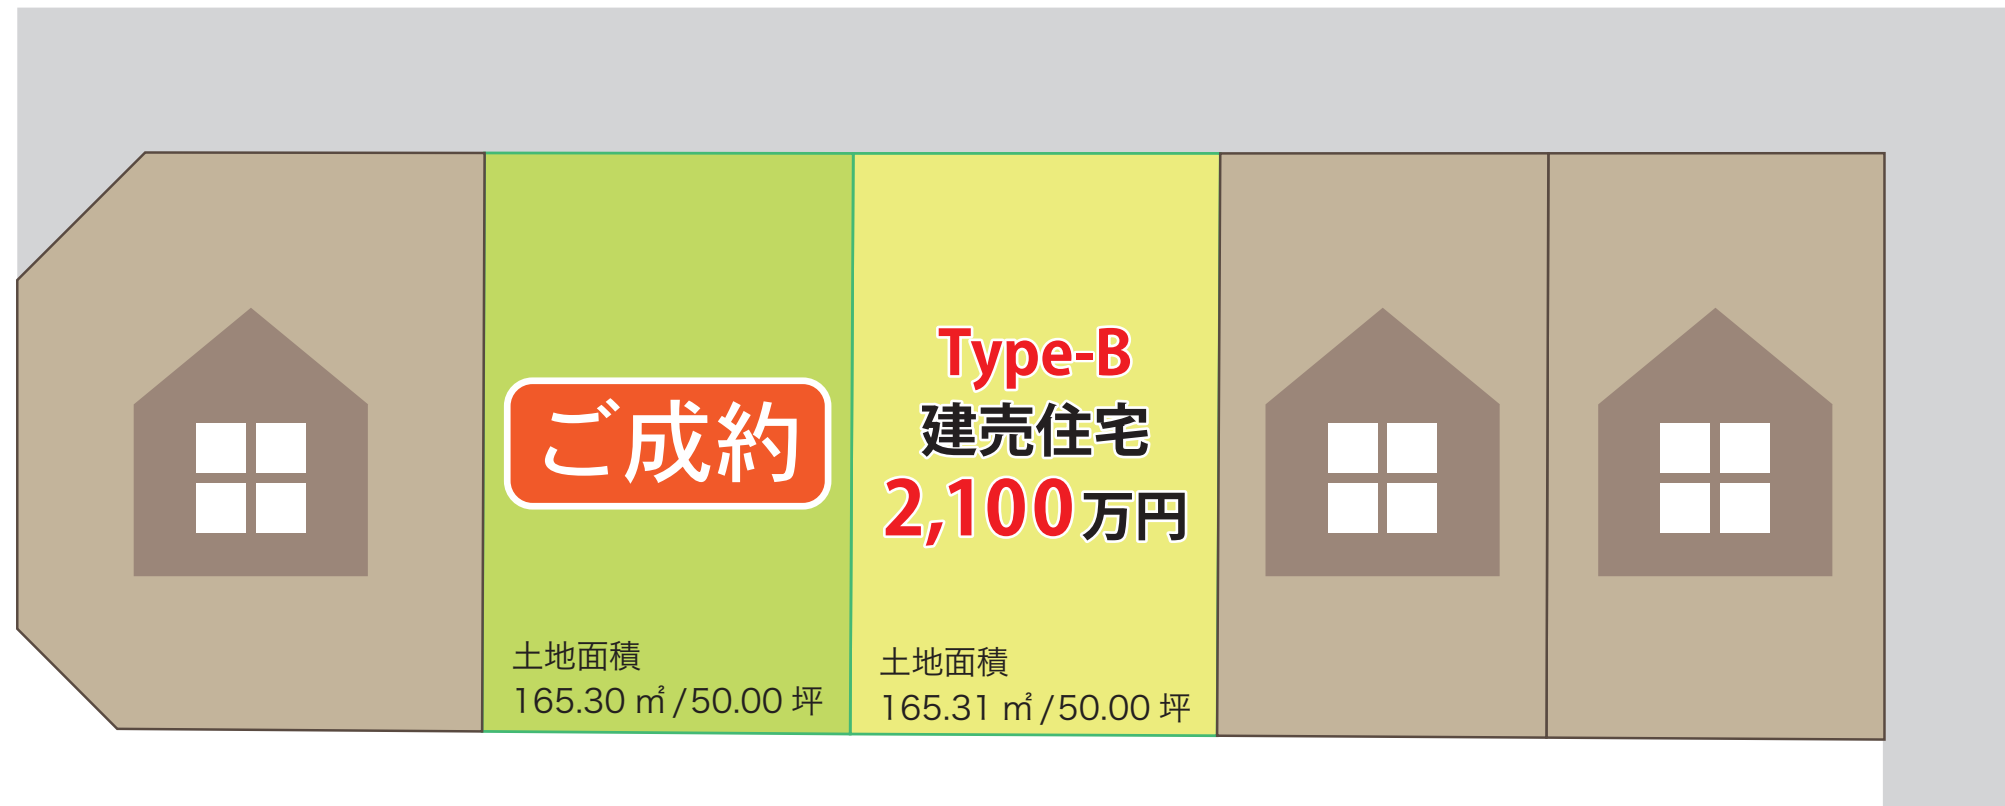 ご成約
土地面積
165.30 ㎡/50.00 坪
Type-B
建売住宅
2,100万円
土地面積
165.31 ㎡/50.00 坪